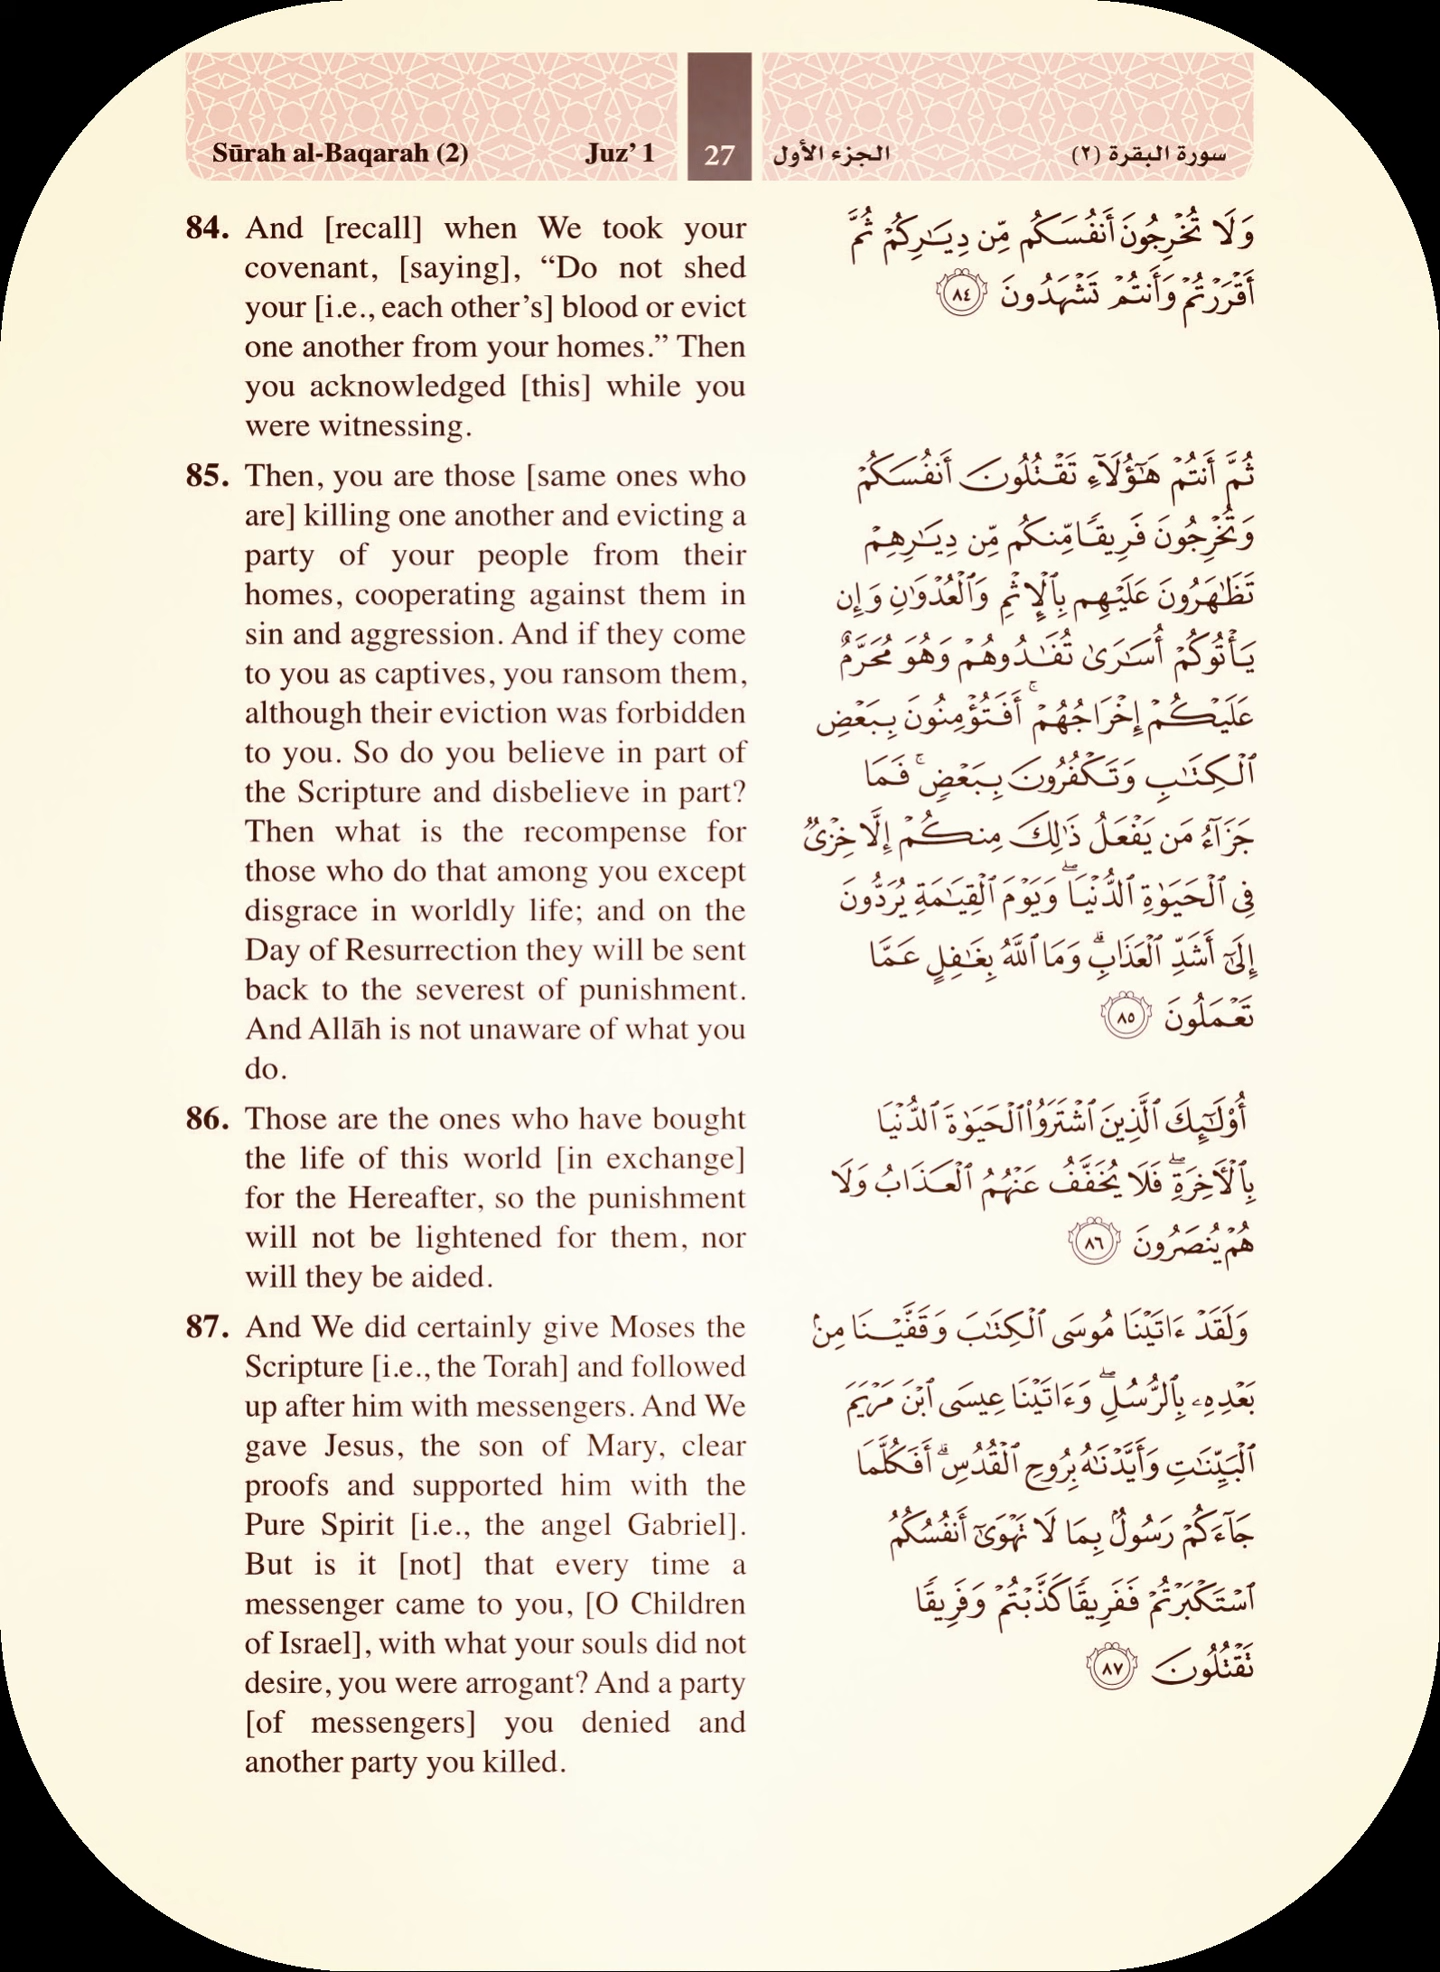 Sūrah al-Baqarah (2) Juz’ 1 27 الجزء الأول سورة البقرة (٢)
84. And [recall] when We took your
covenant, [saying], “Do not shed
your [i.e., each other’s] blood or evict
one another from your homes.” Then
you acknowledged [this] while you
were witnessing.
وَلَا تُخْرِجُونَ أَنفُسَكُم مِّن دِيَـٰرِكُمْ ثُمَّ
أَقْرَرْتُمْ وَأَنتُمْ تَشْهَدُونَ ٨٤
85. Then, you are those [same ones who
are] killing one another and evicting a
party of your people from their
homes, cooperating against them in
sin and aggression. And if they come
to you as captives, you ransom them,
although their eviction was forbidden
to you. So do you believe in part of
the Scripture and disbelieve in part?
Then what is the recompense for
those who do that among you except
disgrace in worldly life; and on the
Day of Resurrection they will be sent
back to the severest of punishment.
And Allāh is not unaware of what you
do.
ثُمَّ أَنتُمْ هَـٰٓؤُلَآءِ تَقْتُلُونَ أَنفُسَكُمْ
وَتُخْرِجُونَ فَرِيقًا مِّنكُم مِّن دِيَـٰرِهِمْ
تَظَـٰهَرُونَ عَلَيْهِم بِٱلْإِثْمِ وَٱلْعُدْوَٰنِ وَإِن
يَأْتُوكُمْ أُسَـٰرَىٰ تُفَـٰدُوهُمْ وَهُوَ مُحَرَّمٌ
عَلَيْكُمْ إِخْرَاجُهُمْ ۚ أَفَتُؤْمِنُونَ بِبَعْضِ
ٱلْكِتَـٰبِ وَتَكْفُرُونَ بِبَعْضٍ ۚ فَمَا
جَزَآءُ مَن يَفْعَلُ ذَٰلِكَ مِنكُمْ إِلَّا خِزْىٌ
فِى ٱلْحَيَوٰةِ ٱلدُّنْيَا ۖ وَيَوْمَ ٱلْقِيَـٰمَةِ يُرَدُّونَ
إِلَىٰٓ أَشَدِّ ٱلْعَذَابِ ۗ وَمَا ٱللَّهُ بِغَـٰفِلٍ عَمَّا
تَعْمَلُونَ ٨٥
86. Those are the ones who have bought
the life of this world [in exchange]
for the Hereafter, so the punishment
will not be lightened for them, nor
will they be aided.
أُو۟لَـٰٓئِكَ ٱلَّذِينَ ٱشْتَرَوُا۟ ٱلْحَيَوٰةَ ٱلدُّنْيَا
بِٱلْـَٔاخِرَةِ ۖ فَلَا يُخَفَّفُ عَنْهُمُ ٱلْعَذَابُ وَلَا
هُمْ يُنصَرُونَ ٨٦
87. And We did certainly give Moses the
Scripture [i.e., the Torah] and followed
up after him with messengers. And We
gave Jesus, the son of Mary, clear
proofs and supported him with the
Pure Spirit [i.e., the angel Gabriel].
But is it [not] that every time a
messenger came to you, [O Children
of Israel], with what your souls did not
desire, you were arrogant? And a party
[of messengers] you denied and
another party you killed.
وَلَقَدْ ءَاتَيْنَا مُوسَى ٱلْكِتَـٰبَ وَقَفَّيْنَا مِنۢ
بَعْدِهِۦ بِٱلرُّسُلِ ۖ وَءَاتَيْنَا عِيسَى ٱبْنَ مَرْيَمَ
ٱلْبَيِّنَـٰتِ وَأَيَّدْنَـٰهُ بِرُوحِ ٱلْقُدُسِ ۗ أَفَكُلَّمَا
جَآءَكُمْ رَسُولٌۢ بِمَا لَا تَهْوَىٰٓ أَنفُسُكُمُ
ٱسْتَكْبَرْتُمْ فَفَرِيقًا كَذَّبْتُمْ وَفَرِيقًا
تَقْتُلُونَ ٨٧